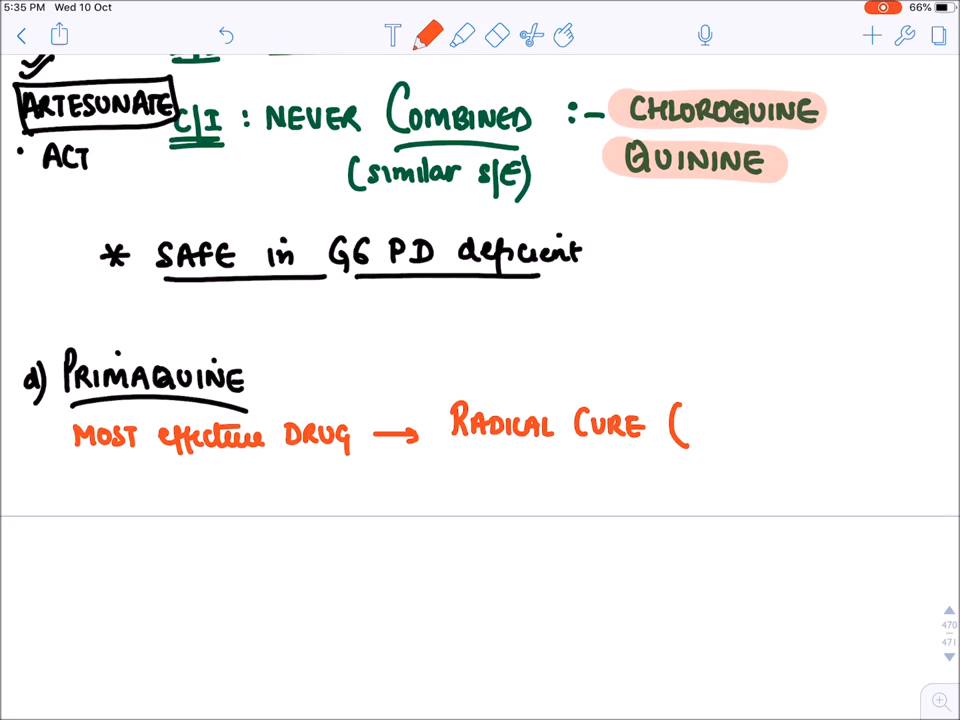 5:35 PM Wed 10 Oct 66%
T
ARTESUNATE
C/I : NEVER COMBINED :- CHLOROQUINE
• ACT (similar s/E) QUININE
* SAFE in G6 PD deficient
d) PRIMAQUINE
MOST effective DRUG → RADICAL CURE (
470
471